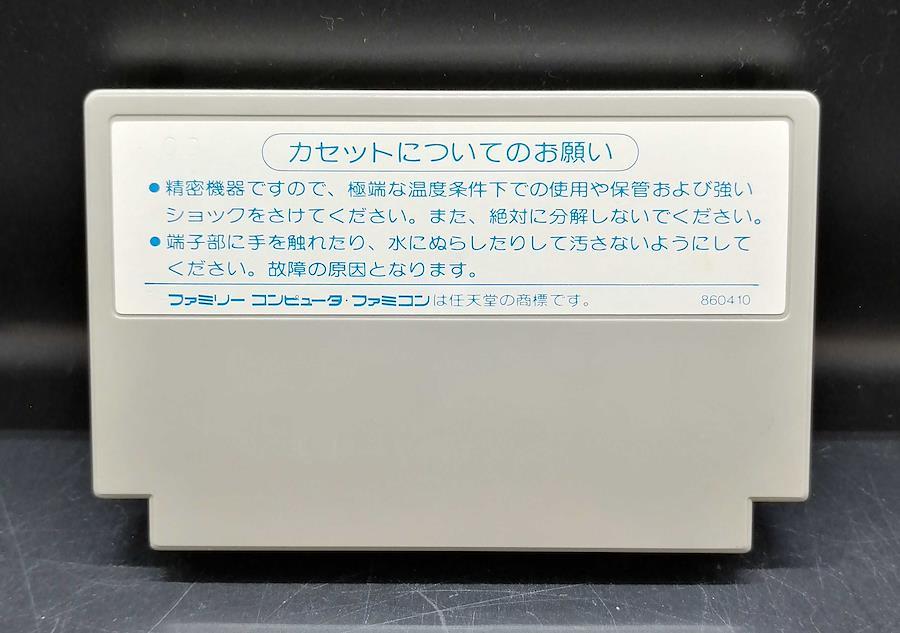 カセットについてのお願い
●精密機器ですので、極端な温度条件下での使用や保管および強い
ショックをさけてください。また、絶対に分解しないでください。
●端子部に手を触れたり、水にぬらしたりして汚さないようにして
ください。故障の原因となります。
ファミリー コンピュータ・ファミコンは任天堂の商標です。 860410